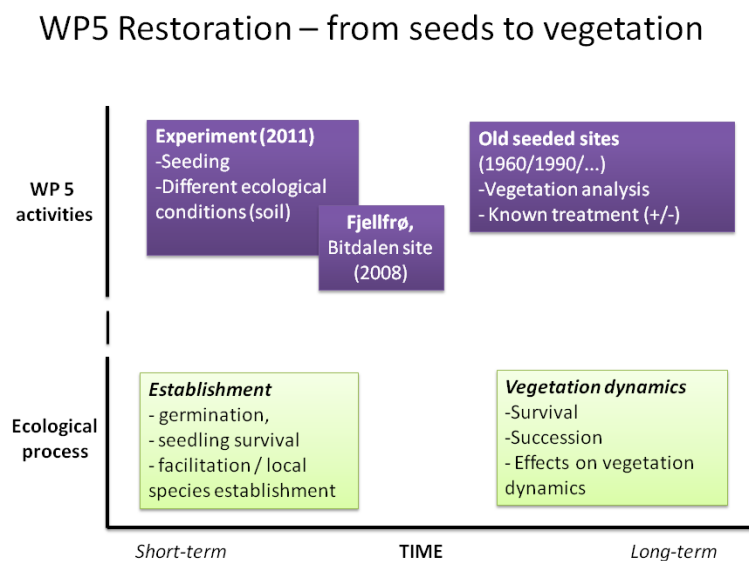 WP5 Restoration – from seeds to vegetation
WP 5
activities
Experiment (2011)
-Seeding
-Different ecological
conditions (soil)
Fjellfrø,
Bitdalen site
(2008)
Old seeded sites
(1960/1990/...)
-Vegetation analysis
- Known treatment (+/-)
Ecological
process
Establishment
- germination,
- seedling survival
- facilitation / local
species establishment
Vegetation dynamics
-Survival
-Succession
- Effects on vegetation
dynamics
Short-term
TIME
Long-term